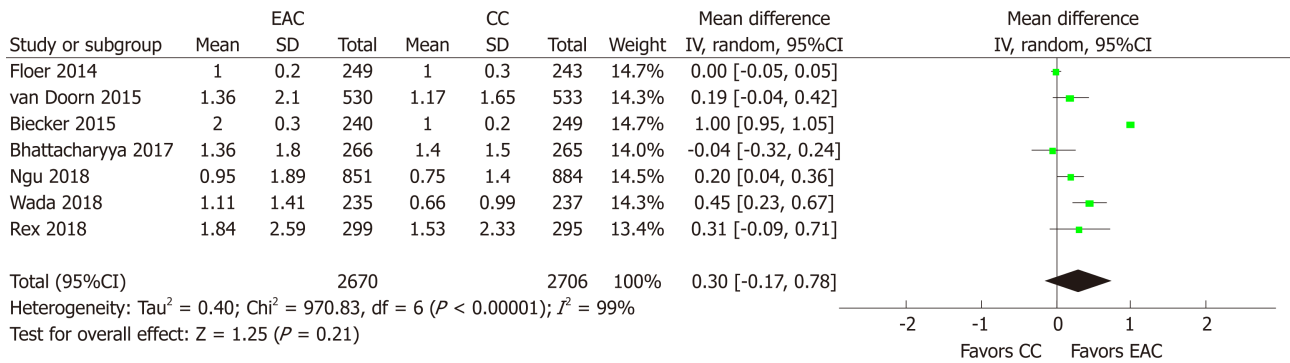 EAC CC Mean difference Mean difference
Study or subgroup Mean SD Total Mean SD Total Weight IV, random, 95%CI IV, random, 95%CI
Floer 2014 1 0.2 249 1 0.3 243 14.7% 0.00 [-0.05, 0.05]
van Doorn 2015 1.36 2.1 530 1.17 1.65 533 14.3% 0.19 [-0.04, 0.42]
Biecker 2015 2 0.3 240 1 0.2 249 14.7% 1.00 [0.95, 1.05]
Bhattacharyya 2017 1.36 1.8 266 1.4 1.5 265 14.0% -0.04 [-0.32, 0.24]
Ngu 2018 0.95 1.89 851 0.75 1.4 884 14.5% 0.20 [0.04, 0.36]
Wada 2018 1.11 1.41 235 0.66 0.99 237 14.3% 0.45 [0.23, 0.67]
Rex 2018 1.84 2.59 299 1.53 2.33 295 13.4% 0.31 [-0.09, 0.71]
Total (95%CI) 2670 2706 100% 0.30 [-0.17, 0.78]
Heterogeneity: Tau² = 0.40; Chi² = 970.83, df = 6 (P < 0.00001); I² = 99%
Test for overall effect: Z = 1.25 (P = 0.21)
-2 -1 0 1 2
Favors CC Favors EAC